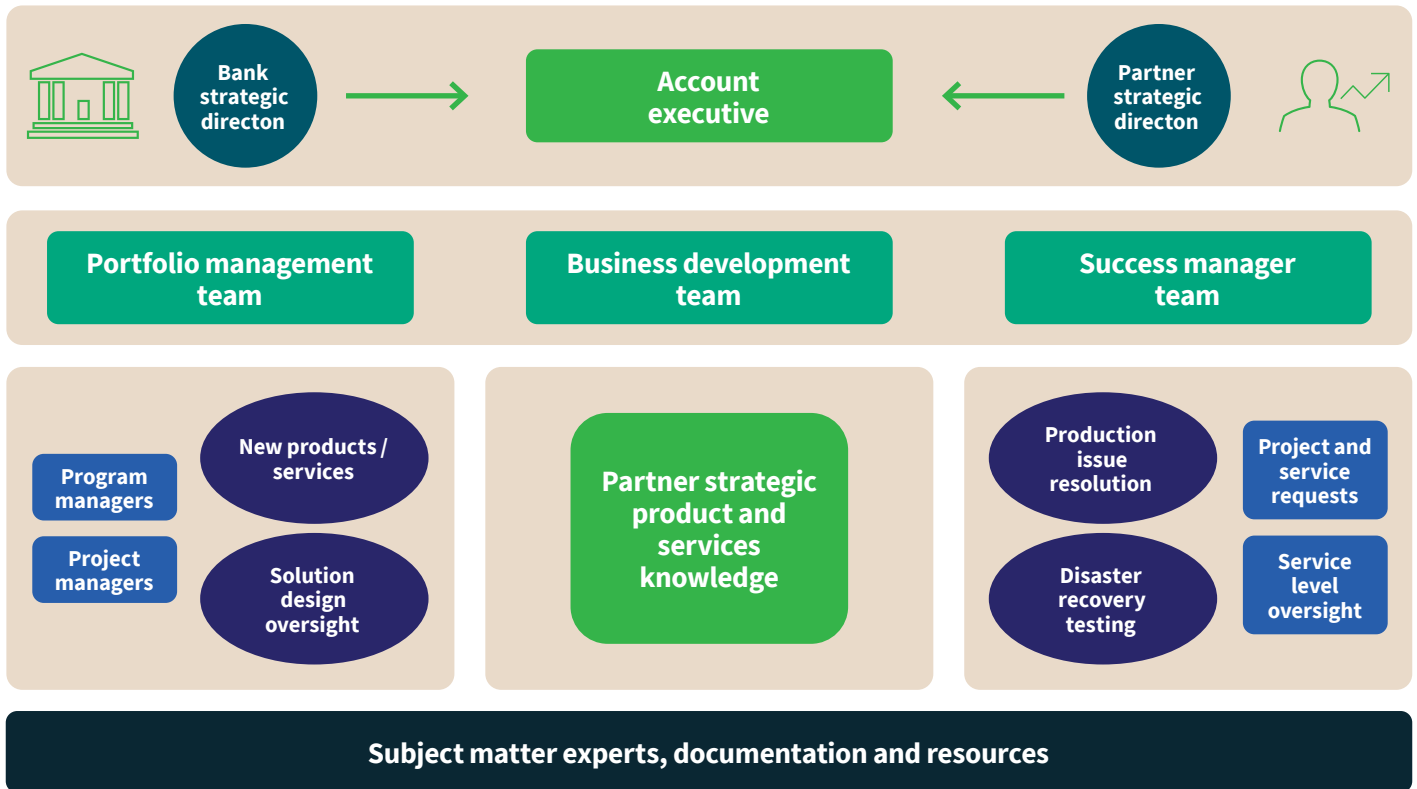 Bank
strategic
directon
Account
executive
Partner
strategic
directon
Portfolio management
team
Business development
team
Success manager
team
Program
managers
Project
managers
New products /
services
Solution
design
oversight
Partner strategic
product and
services
knowledge
Production
issue
resolution
Disaster
recovery
testing
Project and
service
requests
Service
level
oversight
Subject matter experts, documentation and resources